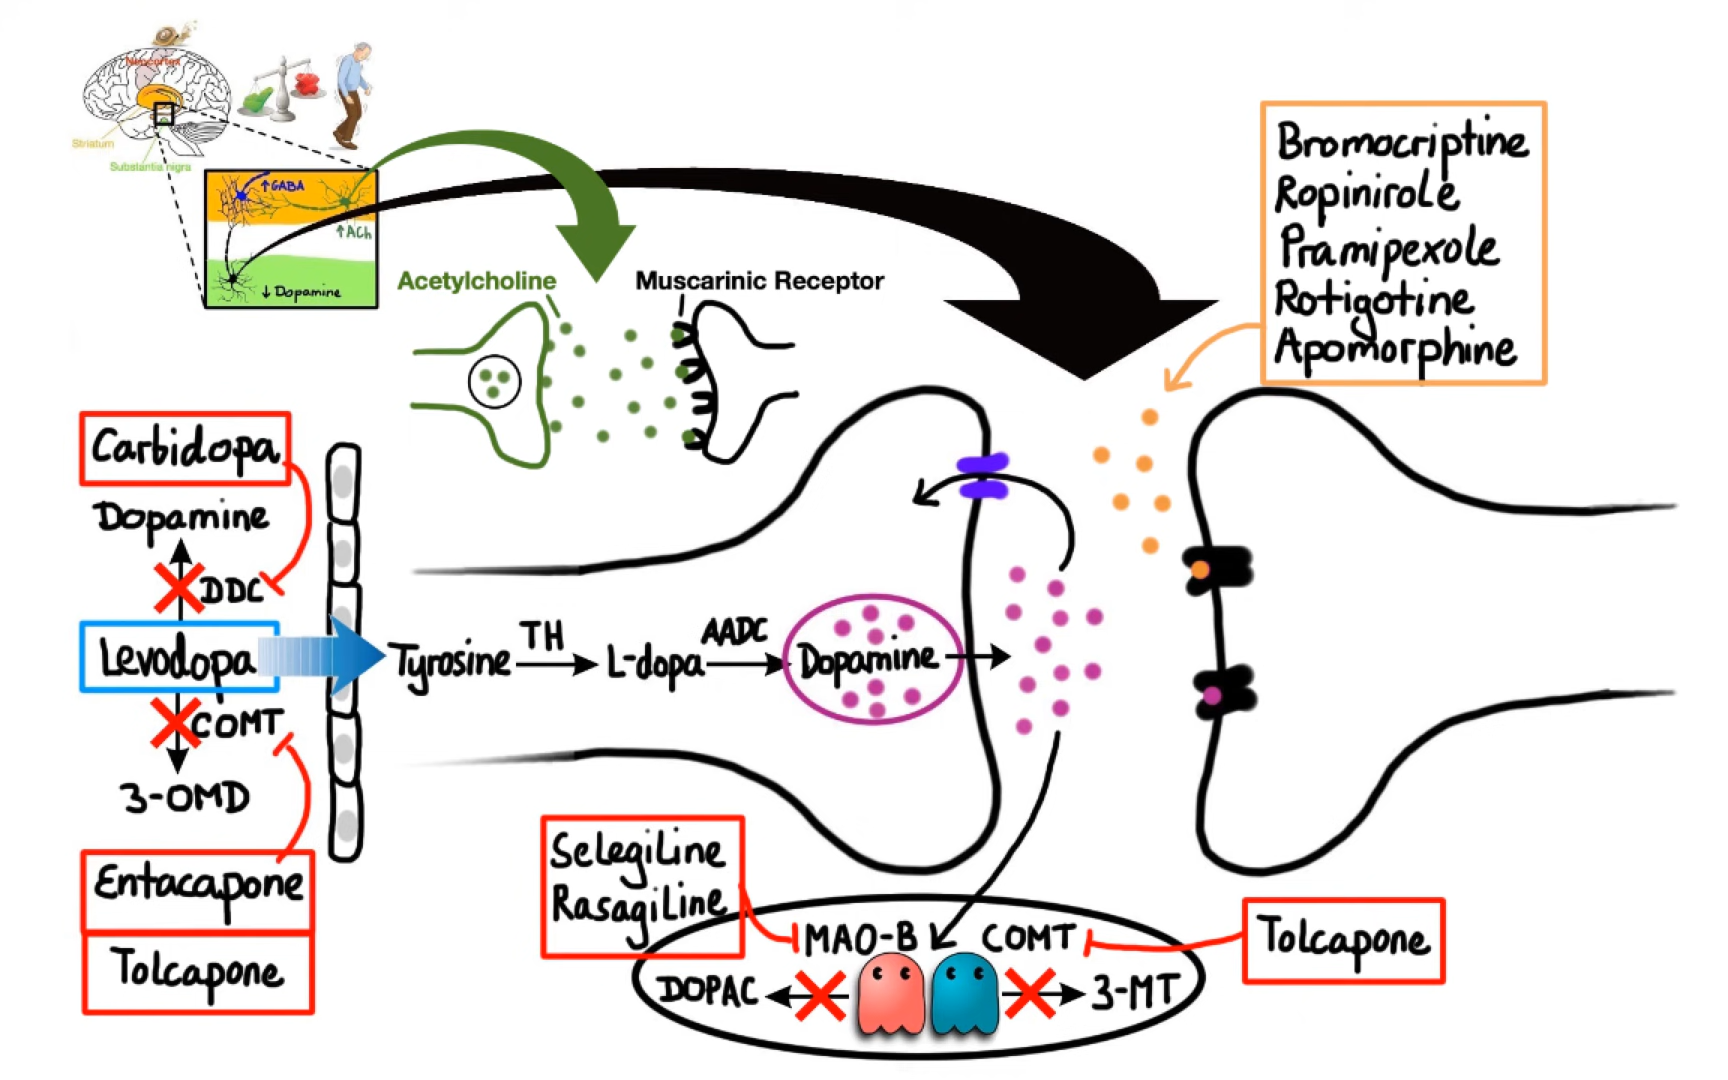 Neocortex
Striatum
Substantia nigra
↑GABA
↑ACh
↓ Dopamine
Acetylcholine
Muscarinic Receptor
Bromocriptine
Ropinirole
Pramipexole
Rotigotine
Apomorphine
Carbidopa
Dopamine
DDC
Levodopa
COMT
3-OMD
Entacapone
Tolcapone
Tyrosine
TH
L-dopa
AADC
Dopamine
Selegiline
Rasagiline
MAO-B
COMT
DOPAC
3-MT
Tolcapone